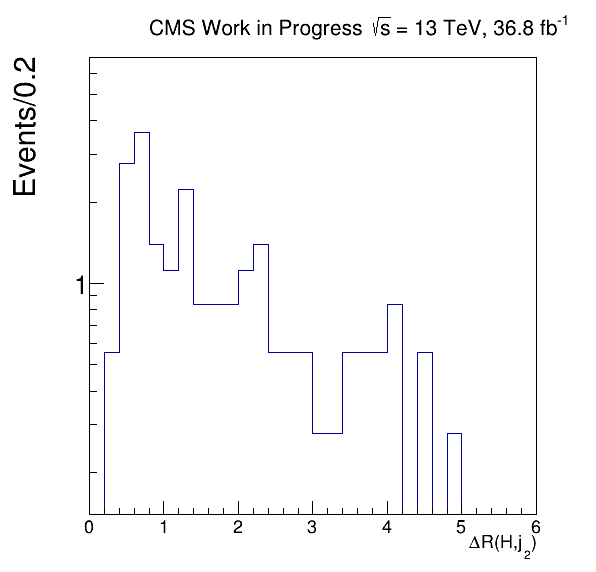 CMS Work in Progress √s = 13 TeV, 36.8 fb⁻¹
Events/0.2
1
0 1 2 3 4 5 6
ΔR(H,j₂)